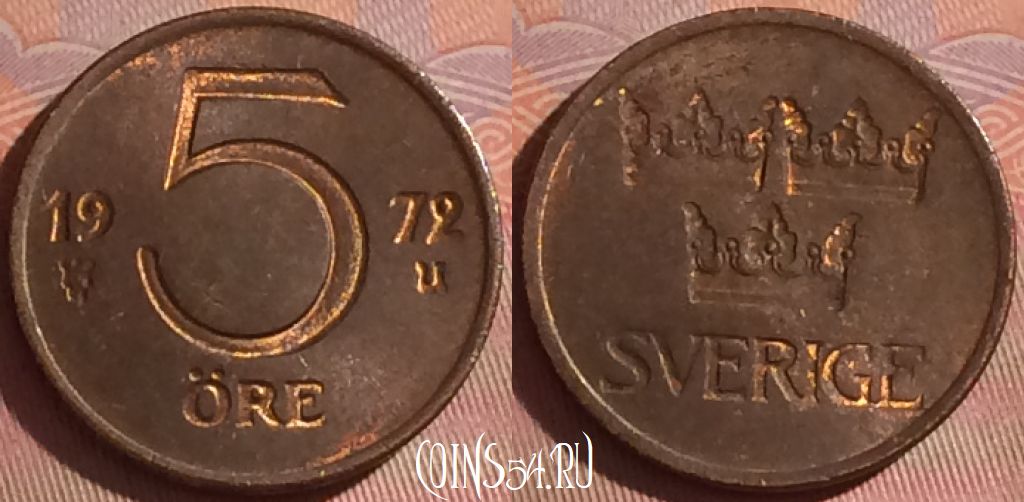 5
19 72
U
ÖRE
SVERIGE
COINS54.RU